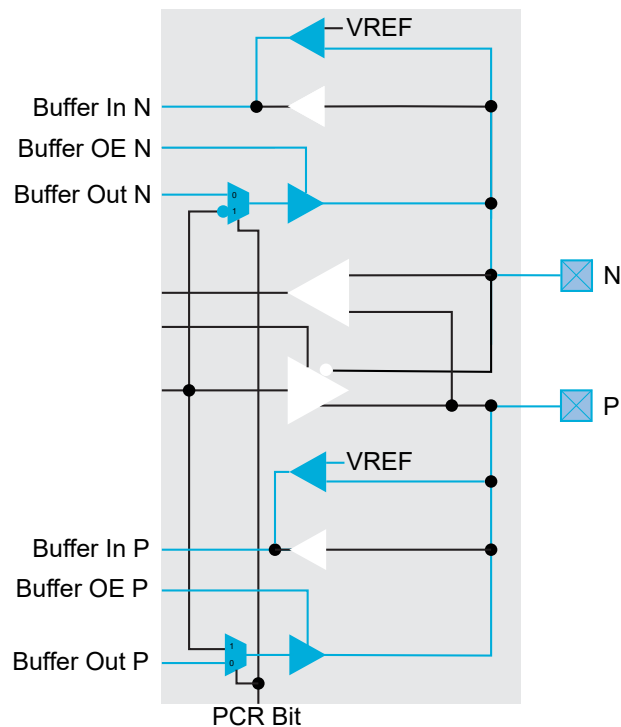 VREF
Buffer In N
Buffer OE N
Buffer Out N
0
1
N
P
VREF
Buffer In P
Buffer OE P
1
Buffer Out P
0
PCR Bit